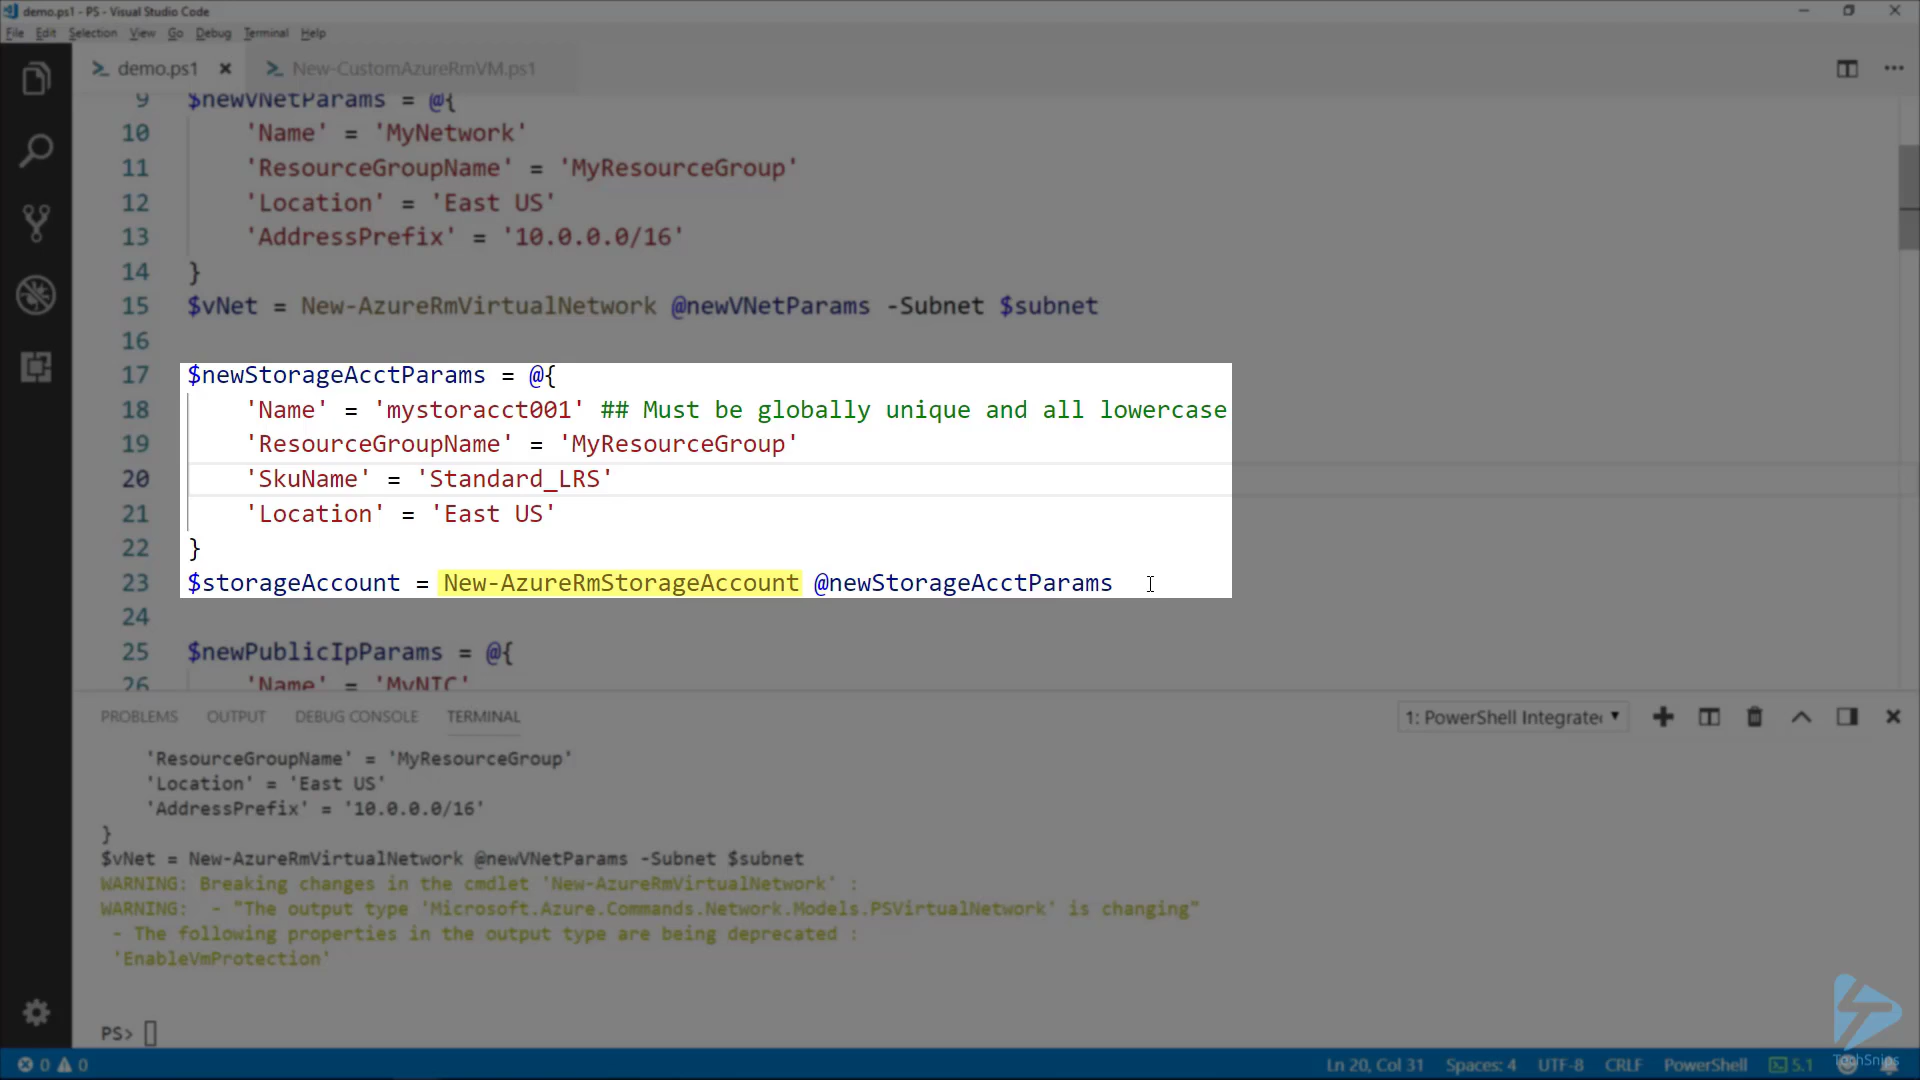 demo.ps1 - PS - Visual Studio Code
File Edit Selection View Go Debug Terminal Help
demo.ps1 New-CustomAzureRmVM.ps1
9 $newVNetParams = @{
10 'Name' = 'MyNetwork'
11 'ResourceGroupName' = 'MyResourceGroup'
12 'Location' = 'East US'
13 'AddressPrefix' = '10.0.0.0/16'
14 }
15 $vNet = New-AzureRmVirtualNetwork @newVNetParams -Subnet $subnet
16
17 $newStorageAcctParams = @{
18 'Name' = 'mystoracct001' ## Must be globally unique and all lowercase
19 'ResourceGroupName' = 'MyResourceGroup'
20 'SkuName' = 'Standard_LRS'
21 'Location' = 'East US'
22 }
23 $storageAccount = New-AzureRmStorageAccount @newStorageAcctParams
24
25 $newPublicIpParams = @{
26 'Name' = 'MyNIC'
PROBLEMS OUTPUT DEBUG CONSOLE TERMINAL 1: PowerShell Integrated
'ResourceGroupName' = 'MyResourceGroup'
'Location' = 'East US'
'AddressPrefix' = '10.0.0.0/16'
}
$vNet = New-AzureRmVirtualNetwork @newVNetParams -Subnet $subnet
WARNING: Breaking changes in the cmdlet 'New-AzureRmVirtualNetwork' :
WARNING: - "The output type 'Microsoft.Azure.Commands.Network.Models.PSVirtualNetwork' is changing"
- The following properties in the output type are being deprecated :
'EnableVmProtection'
PS>
0 0 Ln 20, Col 31 Spaces: 4 UTF-8 CRLF PowerShell 5.1
TechSnips